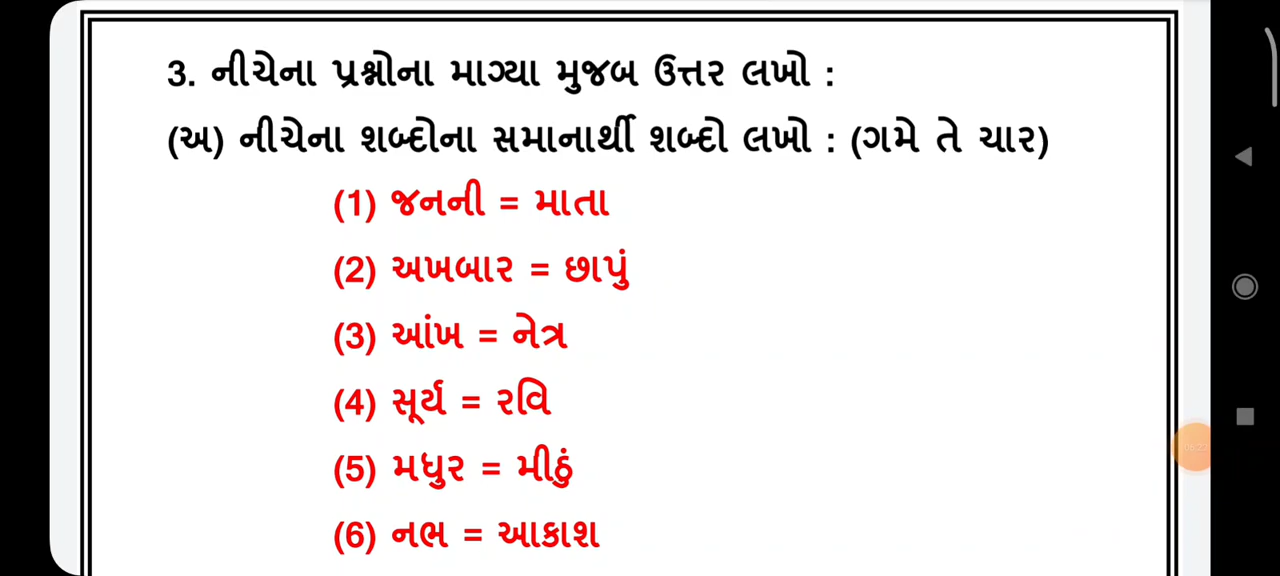 3. નીચેના પ્રશ્નોના માગ્યા મુજબ ઉત્તર લખો :
(અ) નીચેના શબ્દોના સમાનાર્થી શબ્દો લખો : (ગમે તે ચાર)
(1) જનની = માતા
(2) અખબાર = છાપું
(3) આંખ = નેત્ર
(4) સૂર્ય = રવિ
(5) મધુર = મીઠું
(6) નભ = આકાશ